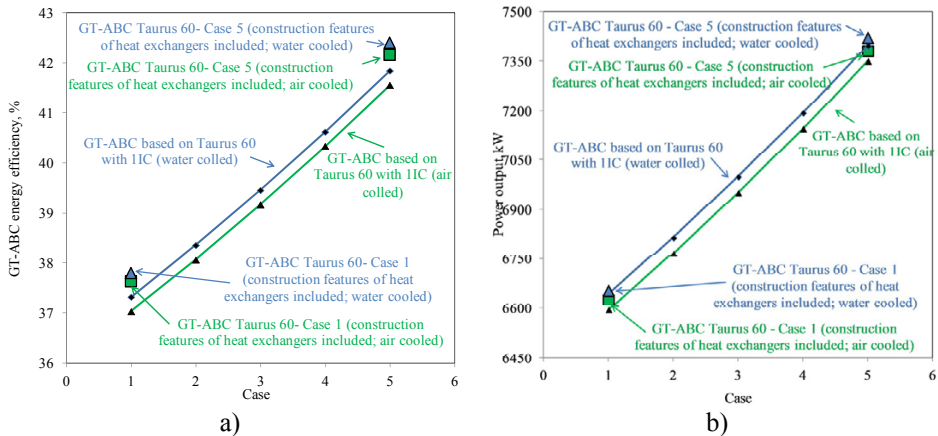 43
42
41
40
39
38
37
36
0
1
2
3
4
5
6
GT-ABC energy efficiency, %
Case
GT-ABC Taurus 60- Case 5 (construction features
of heat exchangers included; water cooled)
GT-ABC Taurus 60- Case 5 (construction
features of heat exchangers included; air
cooled)
GT-ABC based on Taurus 60
with 1IC (water colled)
GT-ABC based on
Taurus 60 with 1IC (air
colled)
GT-ABC Taurus 60- Case 1
(construction features of heat
exchangers included; water cooled)
GT-ABC Taurus 60- Case 1 (construction
features of heat exchangers included; air cooled)
a)
7500
7350
7200
7050
6900
6750
6600
6450
0
1
2
3
4
5
6
Power output, kW
Case
GT-ABC Taurus 60 - Case 5 (construction features
of heat exchangers included; water cooled)
GT-ABC Taurus 60 - Case 5 (construction
features of heat exchangers included; air
cooled)
GT-ABC based on
Taurus 60 with 1IC (air
colled)
GT-ABC based on Taurus 60
with 1IC (water colled)
GT-ABC Taurus 60 - Case 1
(construction features of heat
exchangers included; water cooled)
GT-ABC Taurus 60 - Case 1 (construction
features of heat exchangers included; air cooled)
b)